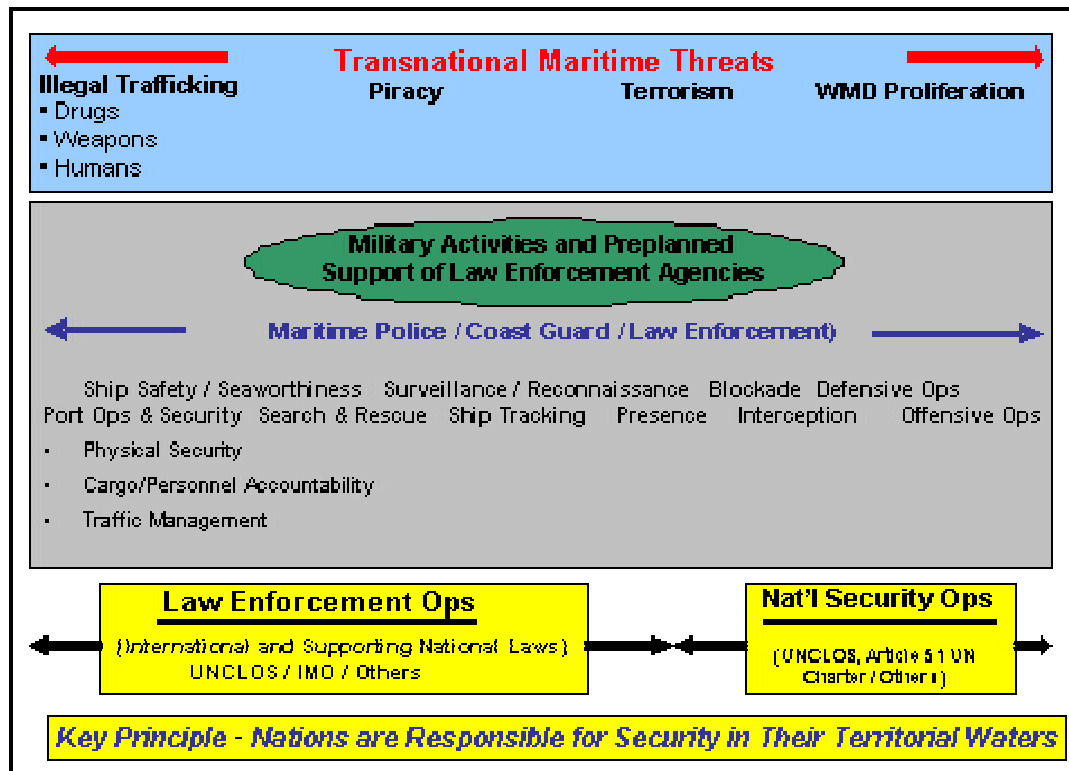 Transnational Maritime Threats
Illegal Trafficking Piracy Terrorism WMD Proliferation
▪ Drugs
▪ Weapons
▪ Humans
Military Activities and Preplanned
Support of Law Enforcement Agencies
Maritime Police / Coast Guard / Law Enforcement)
Ship Safety / Seaworthiness Surveillance / Reconnaissance Blockade Defensive Ops
Port Ops & Security Search & Rescue Ship Tracking Presence Interception Offensive Ops
• Physical Security
• Cargo/Personnel Accountability
• Traffic Management
Law Enforcement Ops
(International and Supporting National Laws)
UNCLOS / IMO / Others
Nat'l Security Ops
(UNCLOS, Article 51 UN
Charter / Others)
Key Principle - Nations are Responsible for Security in Their Territorial Waters